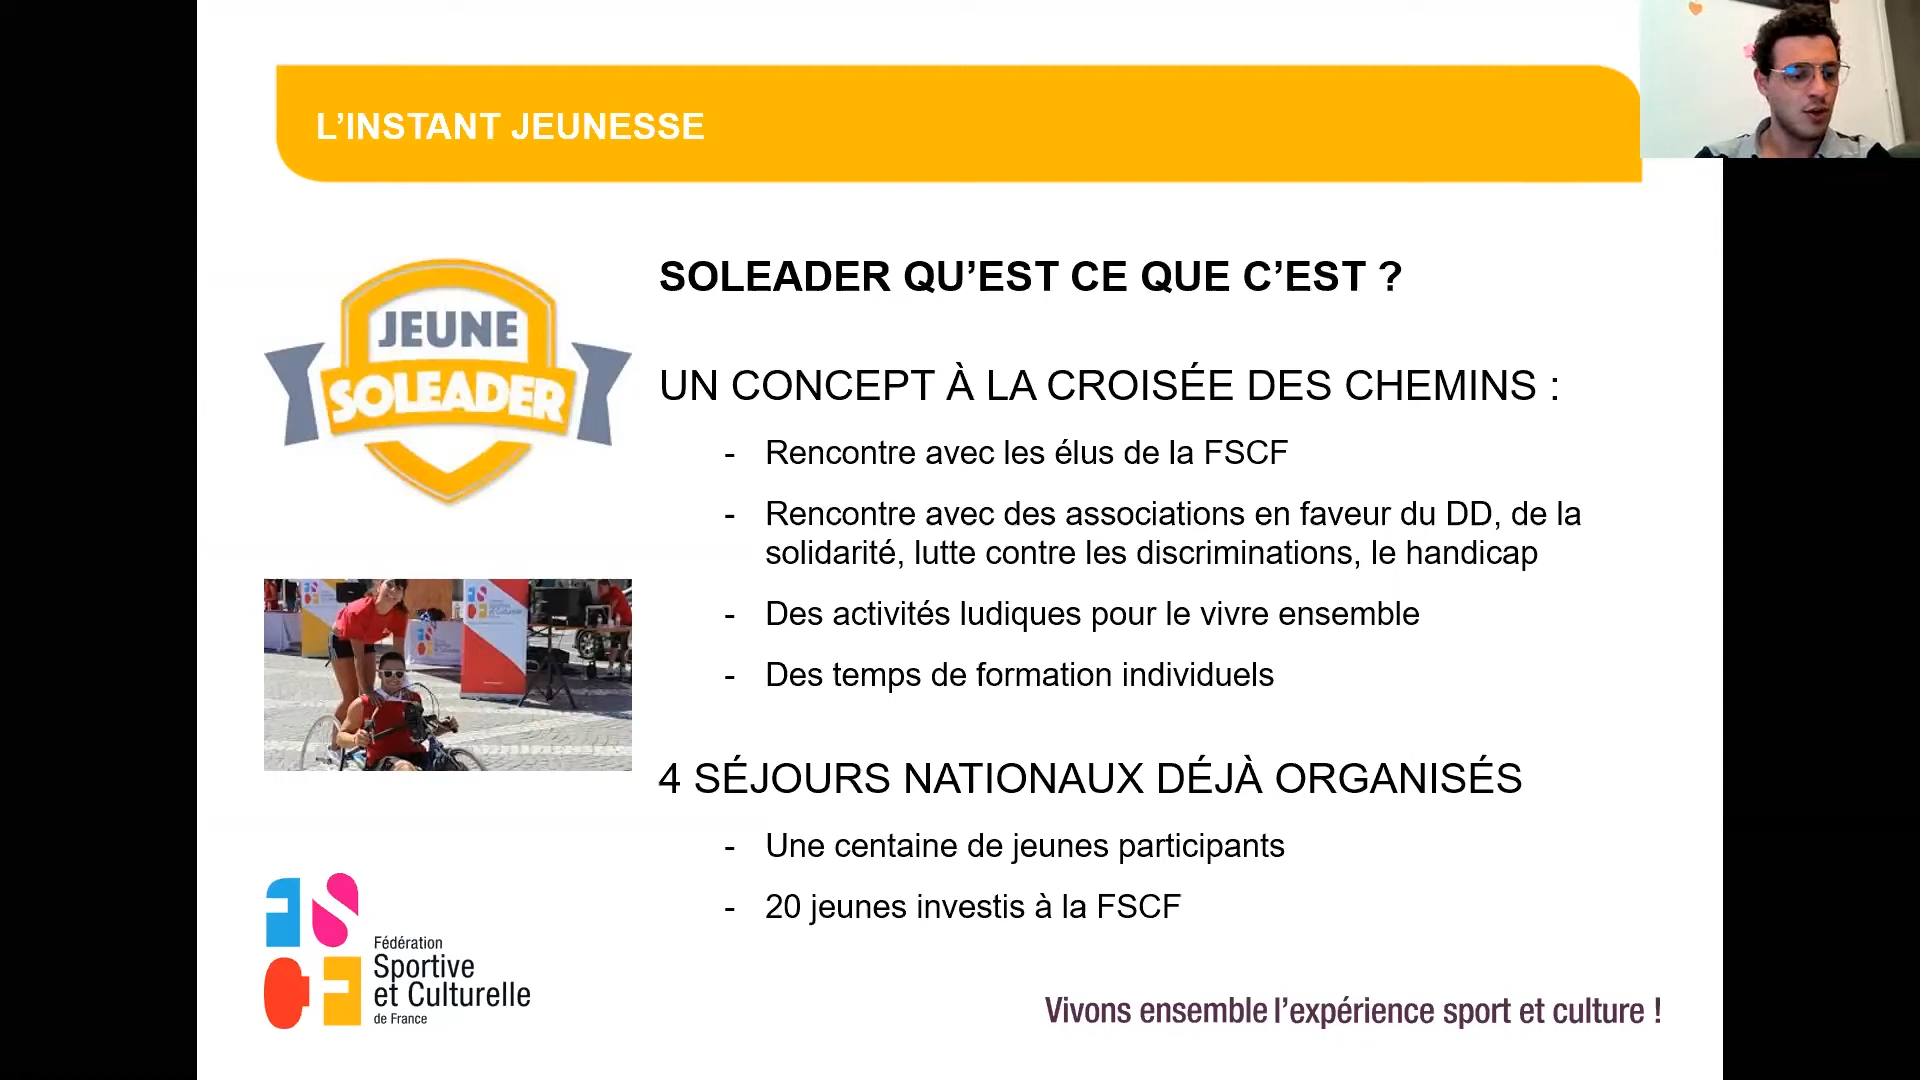 L’INSTANT JEUNESSE
JEUNE
SOLEADER
SOLEADER QU’EST CE QUE C’EST ?
UN CONCEPT À LA CROISÉE DES CHEMINS :
- Rencontre avec les élus de la FSCF
- Rencontre avec des associations en faveur du DD, de la
solidarité, lutte contre les discriminations, le handicap
- Des activités ludiques pour le vivre ensemble
- Des temps de formation individuels
4 SÉJOURS NATIONAUX DÉJÀ ORGANISÉS
- Une centaine de jeunes participants
- 20 jeunes investis à la FSCF
FSCF
Fédération
Sportive
et Culturelle
de France
Vivons ensemble l’expérience sport et culture !